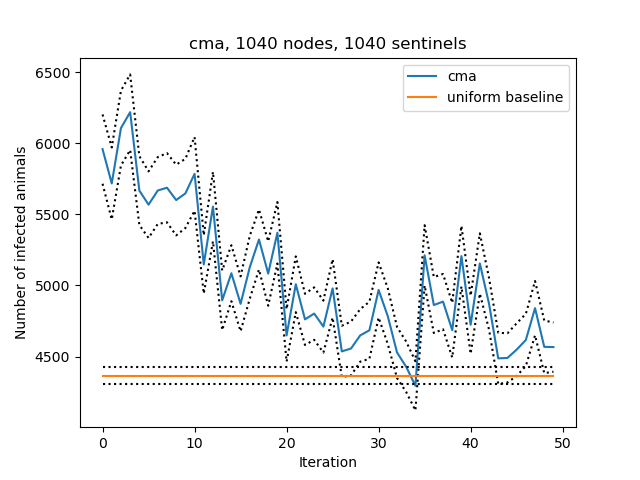 cma, 1040 nodes, 1040 sentinels
cma
uniform baseline
Number of infected animals
6500
6000
5500
5000
4500
0 10 20 30 40 50
Iteration